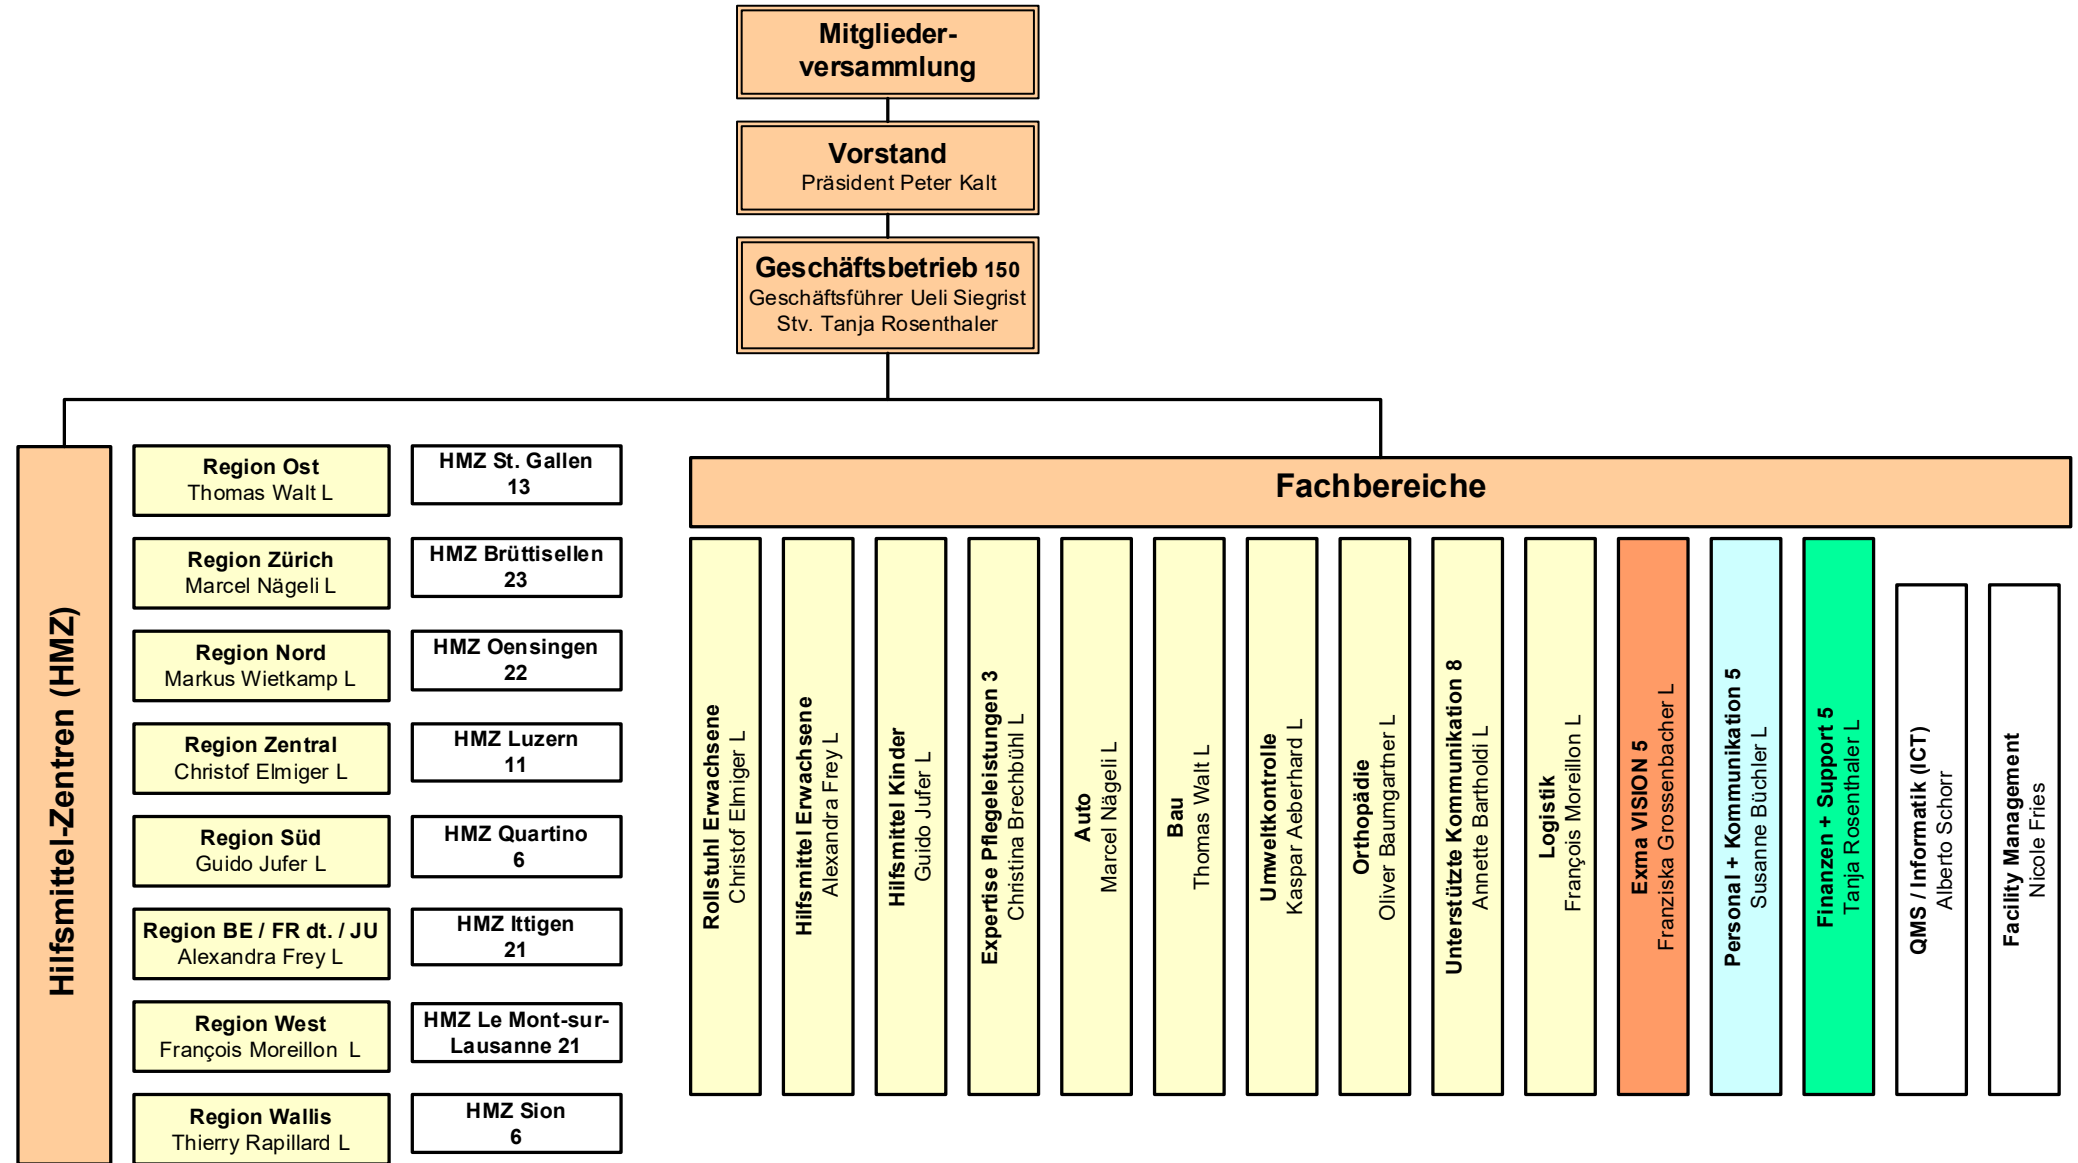 Mitglieder-
versammlung
Vorstand
Präsident Peter Kalt
Geschäftsbetrieb 150
Geschäftsführer Ueli Siegrist
Stv. Tanja Rosenthaler
Hilfsmittel-Zentren (HMZ)
Region Ost
Thomas Walt L
HMZ St. Gallen
13
Region Zürich
Marcel Nägeli L
HMZ Brüttisellen
23
Region Nord
Markus Wietkamp L
HMZ Oensingen
22
Region Zentral
Christof Elmiger L
HMZ Luzern
11
Region Süd
Guido Jufer L
HMZ Quartino
6
Region BE / FR dt. / JU
Alexandra Frey L
HMZ Ittigen
21
Region West
François Moreillon L
HMZ Le Mont-sur-
Lausanne 21
Region Wallis
Thierry Rapillard L
HMZ Sion
6
Fachbereiche
Rollstuhl Erwachsene
Christof Elmiger L
Hilfsmittel Erwachsene
Alexandra Frey L
Hilfsmittel Kinder
Guido Jufer L
Expertise Pflegeleistungen 3
Christina Brechbühl L
Auto
Marcel Nägeli L
Bau
Thomas Walt L
Umweltkontrolle
Kaspar Aeberhard L
Orthopädie
Oliver Baumgartner L
Unterstützte Kommunikation 8
Annette Bartholdi L
Logistik
François Moreillon L
Exma VISION 5
Franziska Grossenbacher L
Personal + Kommunikation 5
Susanne Büchler L
Finanzen + Support 5
Tanja Rosenthaler L
QMS / Informatik (ICT)
Alberto Schorr
Facility Management
Nicole Fries